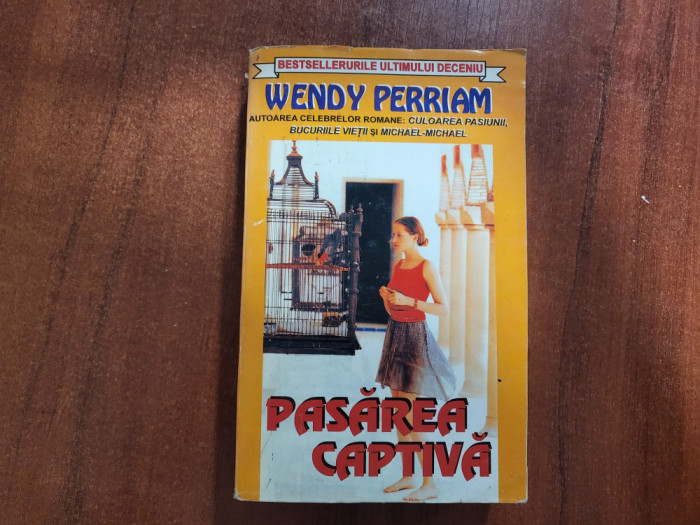 BESTSELLERURILE ULTIMULUI DECENIU
WENDY PERRIAM
AUTOAREA CELEBRELOR ROMANE: CULOAREA PASIUNII,
BUCURIILE VIEȚII ȘI MICHAEL-MICHAEL
PASĂREA
CAPTIVĂ